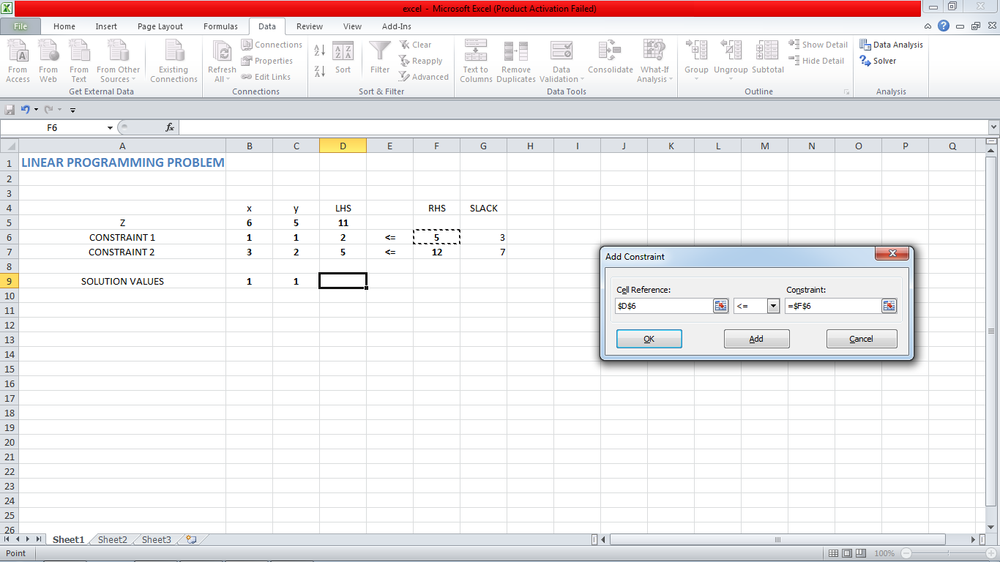 excel - Microsoft Excel (Product Activation Failed)
File Home Insert Page Layout Formulas Data Review View Add-Ins
From Access
From Web
From Text
From Other Sources
Existing Connections
Get External Data
Refresh All
Connections
Properties
Edit Links
Connections
Sort
Filter
Clear
Reapply
Advanced
Sort & Filter
Text to Columns
Remove Duplicates
Data Validation
Consolidate
What-If Analysis
Data Tools
Group
Ungroup
Subtotal
Show Detail
Hide Detail
Outline
Data Analysis
Solver
Analysis
F6 fx
A B C D E F G H I J K L M N O P Q
1 LINEAR PROGRAMMING PROBLEM
2
3
4 x y LHS RHS SLACK
5 Z 6 5 11
6 CONSTRAINT 1 1 1 2 <= 5 3
7 CONSTRAINT 2 3 2 5 <= 12 7
8
9 SOLUTION VALUES 1 1
10
11
12
13
14
15
16
17
18
19
20
21
22
23
24
25
26
Add Constraint
Cell Reference: Constraint:
$D$6 <= =$F$6
OK Add Cancel
Sheet1 Sheet2 Sheet3
Point 100%